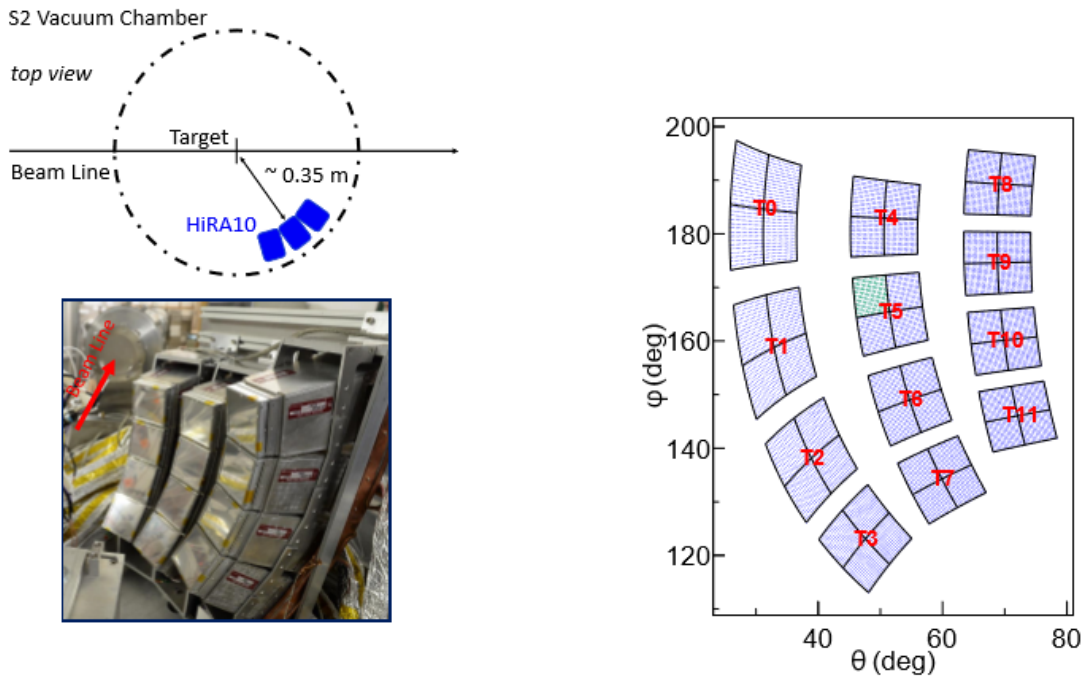 S2 Vacuum Chamber
top view
Target
Beam Line
~ 0.35 m
HiRA10
Beam Line
200
180
160
140
120
φ (deg)
T0
T4
T8
T9
T5
T1
T10
T6
T11
T2
T7
T3
40
60
80
θ (deg)